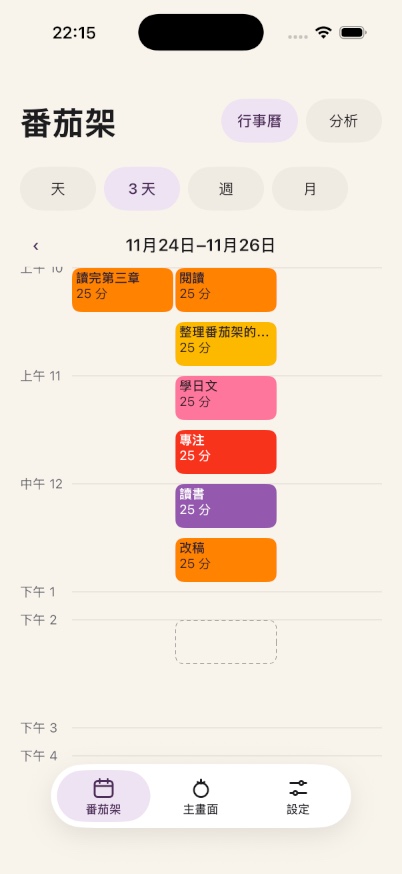 22:15
番茄架
行事曆
分析
天
3 天
週
月
‹
11月24日–11月26日
上午 10
讀完第三章
25 分
閱讀
25 分
整理番茄架的…
25 分
上午 11
學日文
25 分
專注
25 分
中午 12
讀書
25 分
改稿
25 分
下午 1
下午 2
下午 3
下午 4
番茄架
主畫面
設定